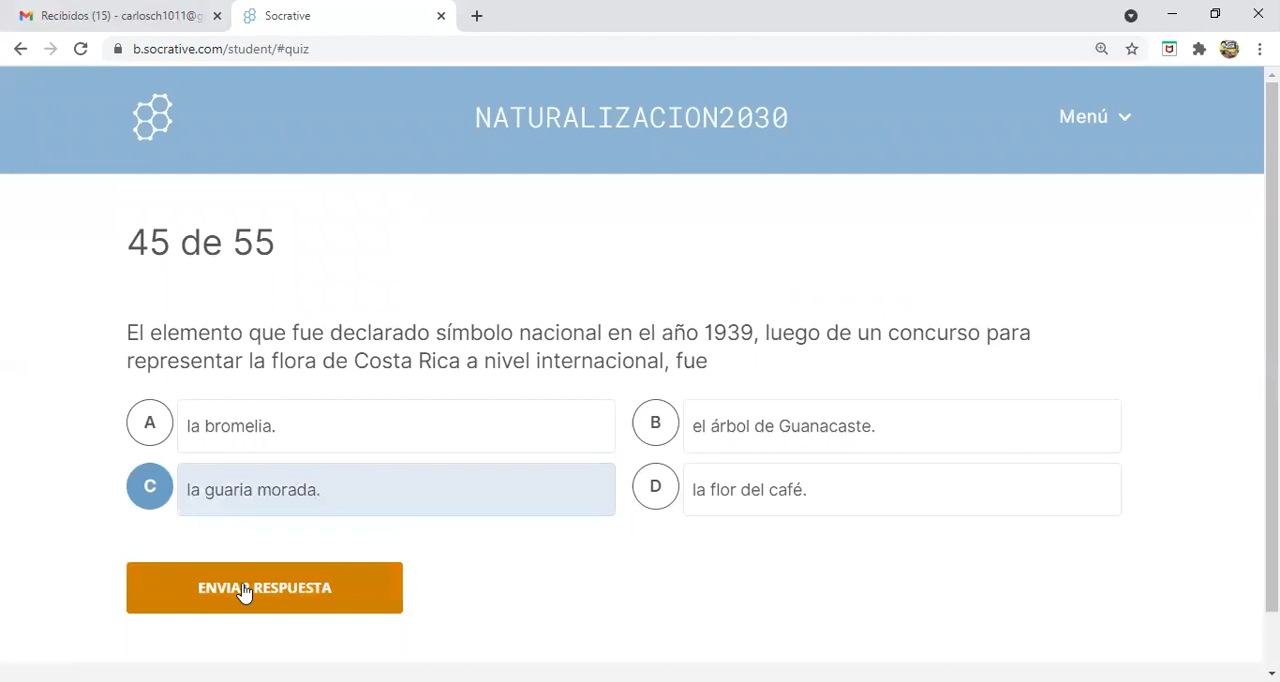 Recibidos (15) - carlosch1011@g
Socrative
b.socrative.com/student/#quiz
NATURALIZACION2030
Menú
45 de 55
El elemento que fue declarado símbolo nacional en el año 1939, luego de un concurso para
representar la flora de Costa Rica a nivel internacional, fue
A la bromelia.
B el árbol de Guanacaste.
C la guaria morada.
D la flor del café.
ENVIAR RESPUESTA